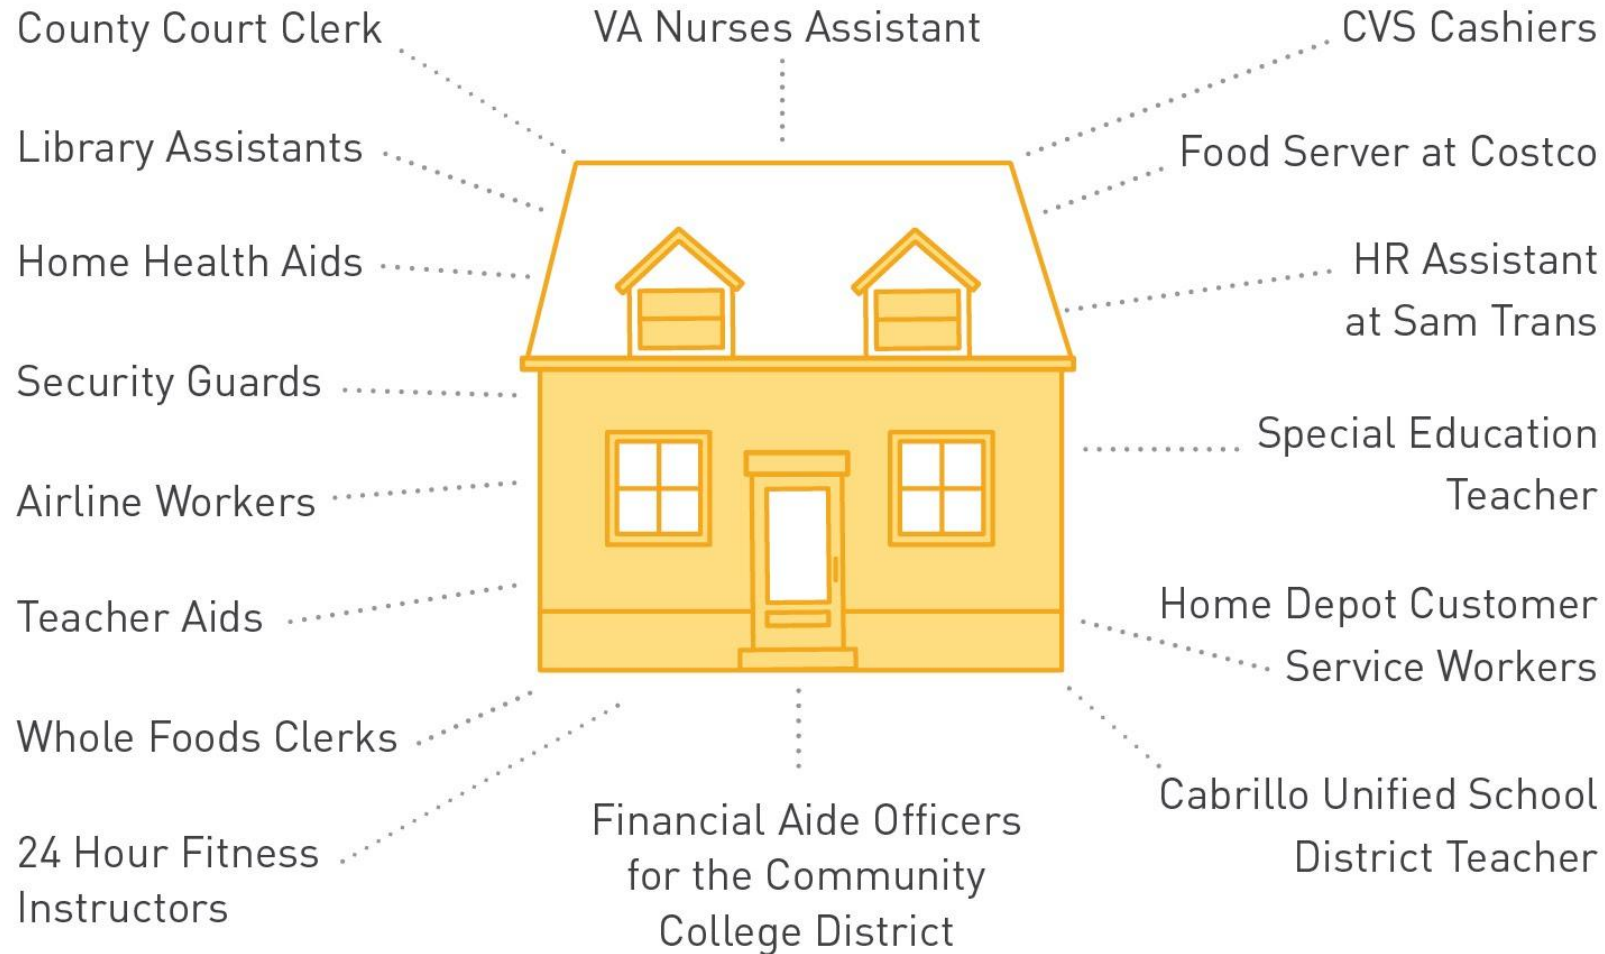 County Court Clerk
VA Nurses Assistant
CVS Cashiers
Library Assistants
Food Server at Costco
Home Health Aids
HR Assistant
at Sam Trans
Security Guards
Special Education
Teacher
Airline Workers
Teacher Aids
Home Depot Customer
Service Workers
Whole Foods Clerks
Cabrillo Unified School
District Teacher
24 Hour Fitness
Instructors
Financial Aide Officers
for the Community
College District